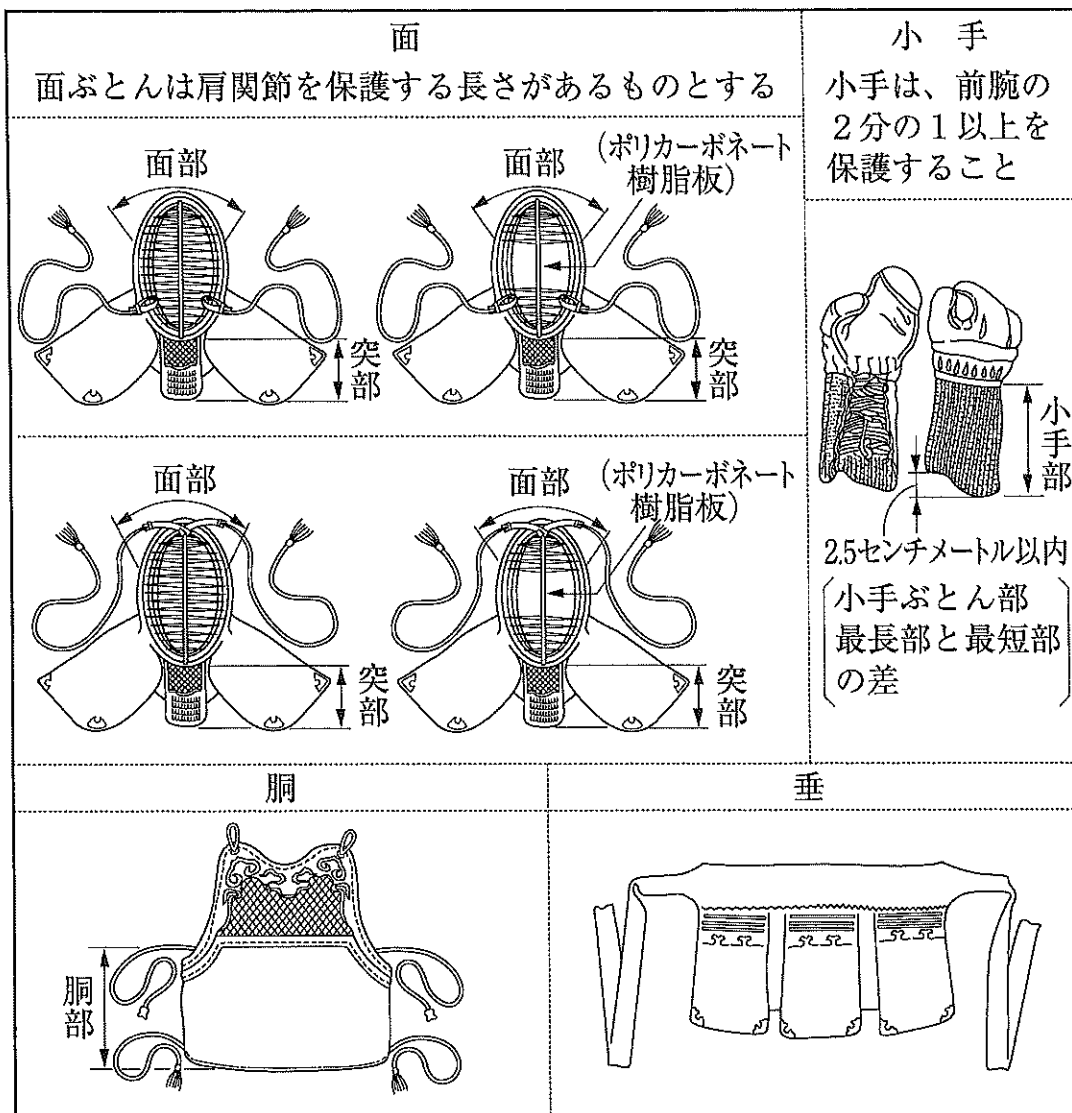 面
面ぶとんは肩関節を保護する長さがあるものとする
面部
突部
面部
(ポリカーボネート
樹脂板)
突部
面部
突部
面部
(ポリカーボネート
樹脂板)
突部
小手
小手は、前腕の
2分の1以上を
保護すること
小手部
2.5センチメートル以内
小手ぶとん部
最長部と最短部
の差
胴
胴部
垂